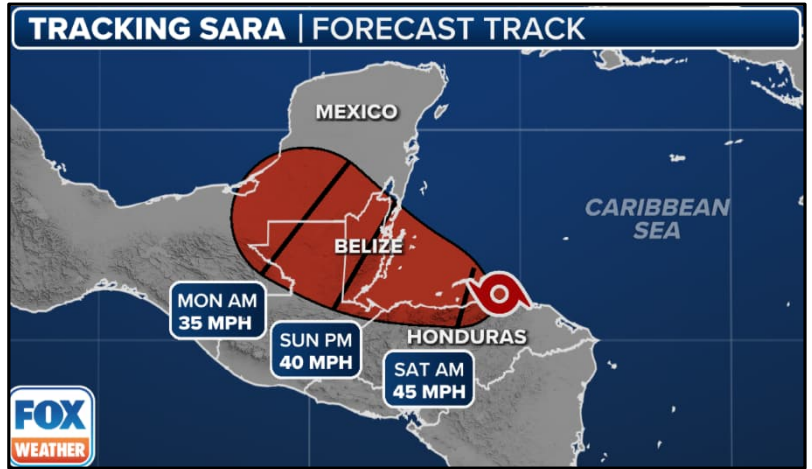 TRACKING SARA | FORECAST TRACK
MEXICO
CARIBBEAN
SEA
BELIZE
MON AM
35 MPH
SUN PM
40 MPH
HONDURAS
SAT AM
45 MPH
FOX
WEATHER